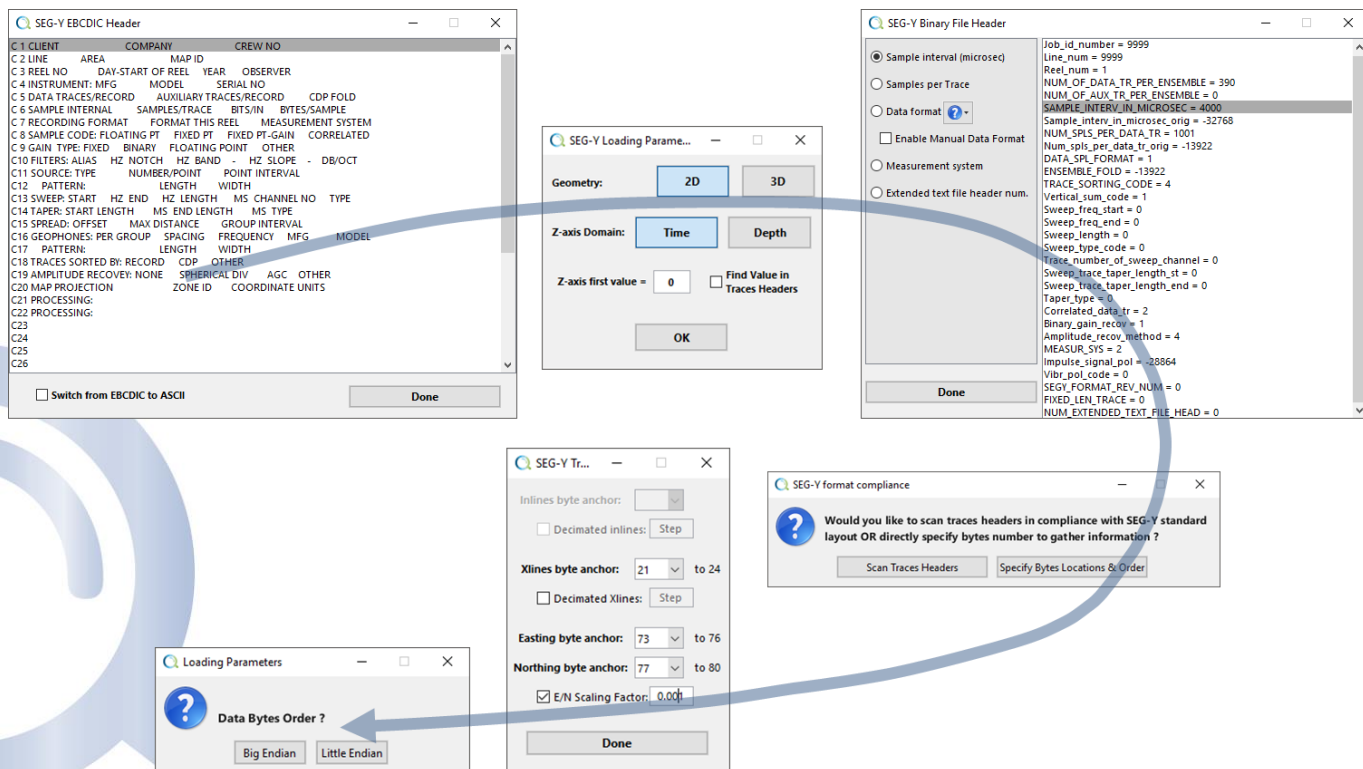 SEG-Y EBCDIC Header
C 1 CLIENT COMPANY CREW NO
C 2 LINE AREA MAP ID
C 3 REEL NO DAY-START OF REEL YEAR OBSERVER
C 4 INSTRUMENT: MFG MODEL SERIAL NO
C 5 DATA TRACES/RECORD AUXILIARY TRACES/RECORD CDP FOLD
C 6 SAMPLE INTERNAL SAMPLES/TRACE BITS/IN BYTES/SAMPLE
C 7 RECORDING FORMAT FORMAT THIS REEL MEASUREMENT SYSTEM
C 8 SAMPLE CODE: FLOATING PT FIXED PT FIXED PT-GAIN CORRELATED
C 9 GAIN TYPE: FIXED BINARY FLOATING POINT OTHER
C10 FILTERS: ALIAS HZ NOTCH HZ BAND - HZ SLOPE - DB/OCT
C11 SOURCE: TYPE NUMBER/POINT POINT INTERVAL
C12 PATTERN: LENGTH WIDTH
C13 SWEEP: START HZ END HZ LENGTH MS CHANNEL NO TYPE
C14 TAPER: START LENGTH MS END LENGTH MS TYPE
C15 SPREAD: OFFSET MAX DISTANCE GROUP INTERVAL
C16 GEOPHONES: PER GROUP SPACING FREQUENCY MFG MODEL
C17 PATTERN: LENGTH WIDTH
C18 TRACES SORTED BY: RECORD CDP OTHER
C19 AMPLITUDE RECOVEY: NONE SPHERICAL DIV AGC OTHER
C20 MAP PROJECTION ZONE ID COORDINATE UNITS
C21 PROCESSING:
C22 PROCESSING:
C23
C24
C25
C26
Switch from EBCDIC to ASCII
Done
SEG-Y Loading Parame...
Geometry: 2D 3D
Z-axis Domain: Time Depth
Z-axis first value = 0 Find Value in
Traces Headers
OK
SEG-Y Binary File Header
Sample interval (microsec)
Samples per Trace
Data format ?
Enable Manual Data Format
Measurement system
Extended text file header num.
Done
Job_id_number = 9999
Line_num = 9999
Reel_num = 1
NUM_OF_DATA_TR_PER_ENSEMBLE = 390
NUM_OF_AUX_TR_PER_ENSEMBLE = 0
SAMPLE_INTERV_IN_MICROSEC = 4000
Sample_interv_in_microsec_orig = -32768
NUM_SPLS_PER_DATA_TR = 1001
Num_spls_per_data_tr_orig = -13922
DATA_SPL_FORMAT = 1
ENSEMBLE_FOLD = -13922
TRACE_SORTING_CODE = 4
Vertical_sum_code = 1
Sweep_freq_start = 0
Sweep_freq_end = 0
Sweep_length = 0
Sweep_type_code = 0
Trace_number_of_sweep_channel = 0
Sweep_trace_taper_length_st = 0
Sweep_trace_taper_length_end = 0
Taper_type = 0
Correlated_data_tr = 2
Binary_gain_recov = 1
Amplitude_recov_method = 4
MEASUR_SYS = 2
Impulse_signal_pol = -28864
Vibr_pol_code = 0
SEGY_FORMAT_REV_NUM = 0
FIXED_LEN_TRACE = 0
NUM_EXTENDED_TEXT_FILE_HEAD = 0
SEG-Y format compliance
?
Would you like to scan traces headers in compliance with SEG-Y standard
layout OR directly specify bytes number to gather information ?
Scan Traces Headers Specify Bytes Locations & Order
SEG-Y Tr...
Inlines byte anchor:
Decimated inlines: Step
Xlines byte anchor: 21 to 24
Decimated Xlines: Step
Easting byte anchor: 73 to 76
Northing byte anchor: 77 to 80
E/N Scaling Factor: 0.001
Done
Loading Parameters
?
Data Bytes Order ?
Big Endian Little Endian